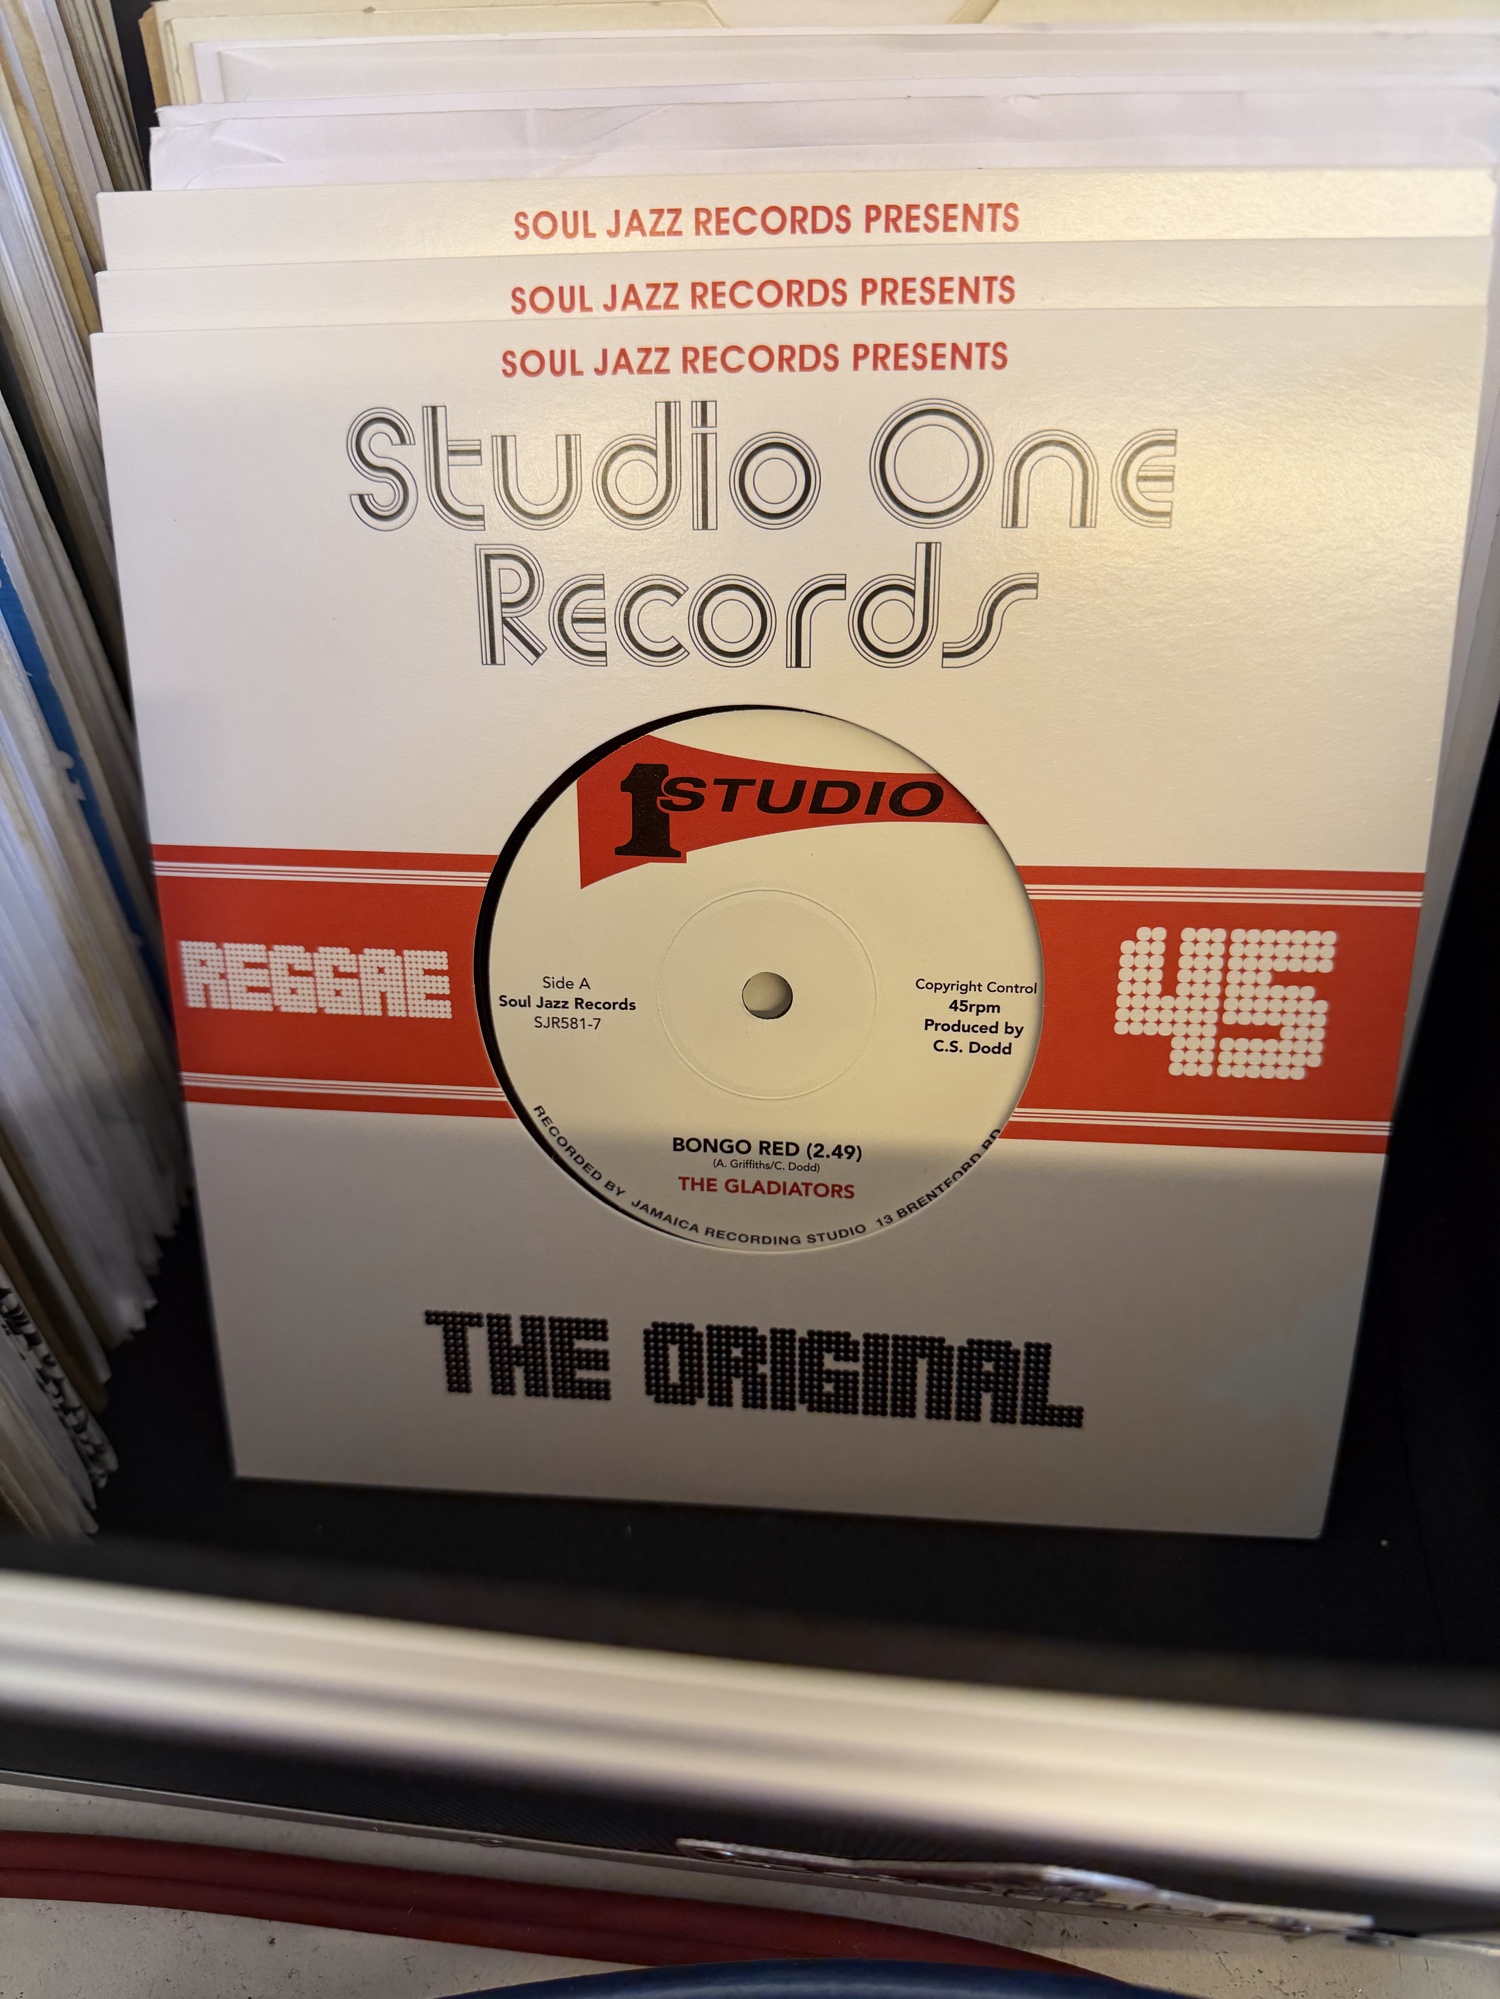 SOUL JAZZ RECORDS PRESENTS
SOUL JAZZ RECORDS PRESENTS
SOUL JAZZ RECORDS PRESENTS
Studio One
Records
1 STUDIO
REGGAE
45
Side A
Soul Jazz Records
SJR581-7
Copyright Control
45rpm
Produced by
C.S. Dodd
BONGO RED (2.49)
(A. Griffiths/C. Dodd)
THE GLADIATORS
RECORDED BY JAMAICA RECORDING STUDIO 13 BRENTFORD RD
THE ORIGINAL